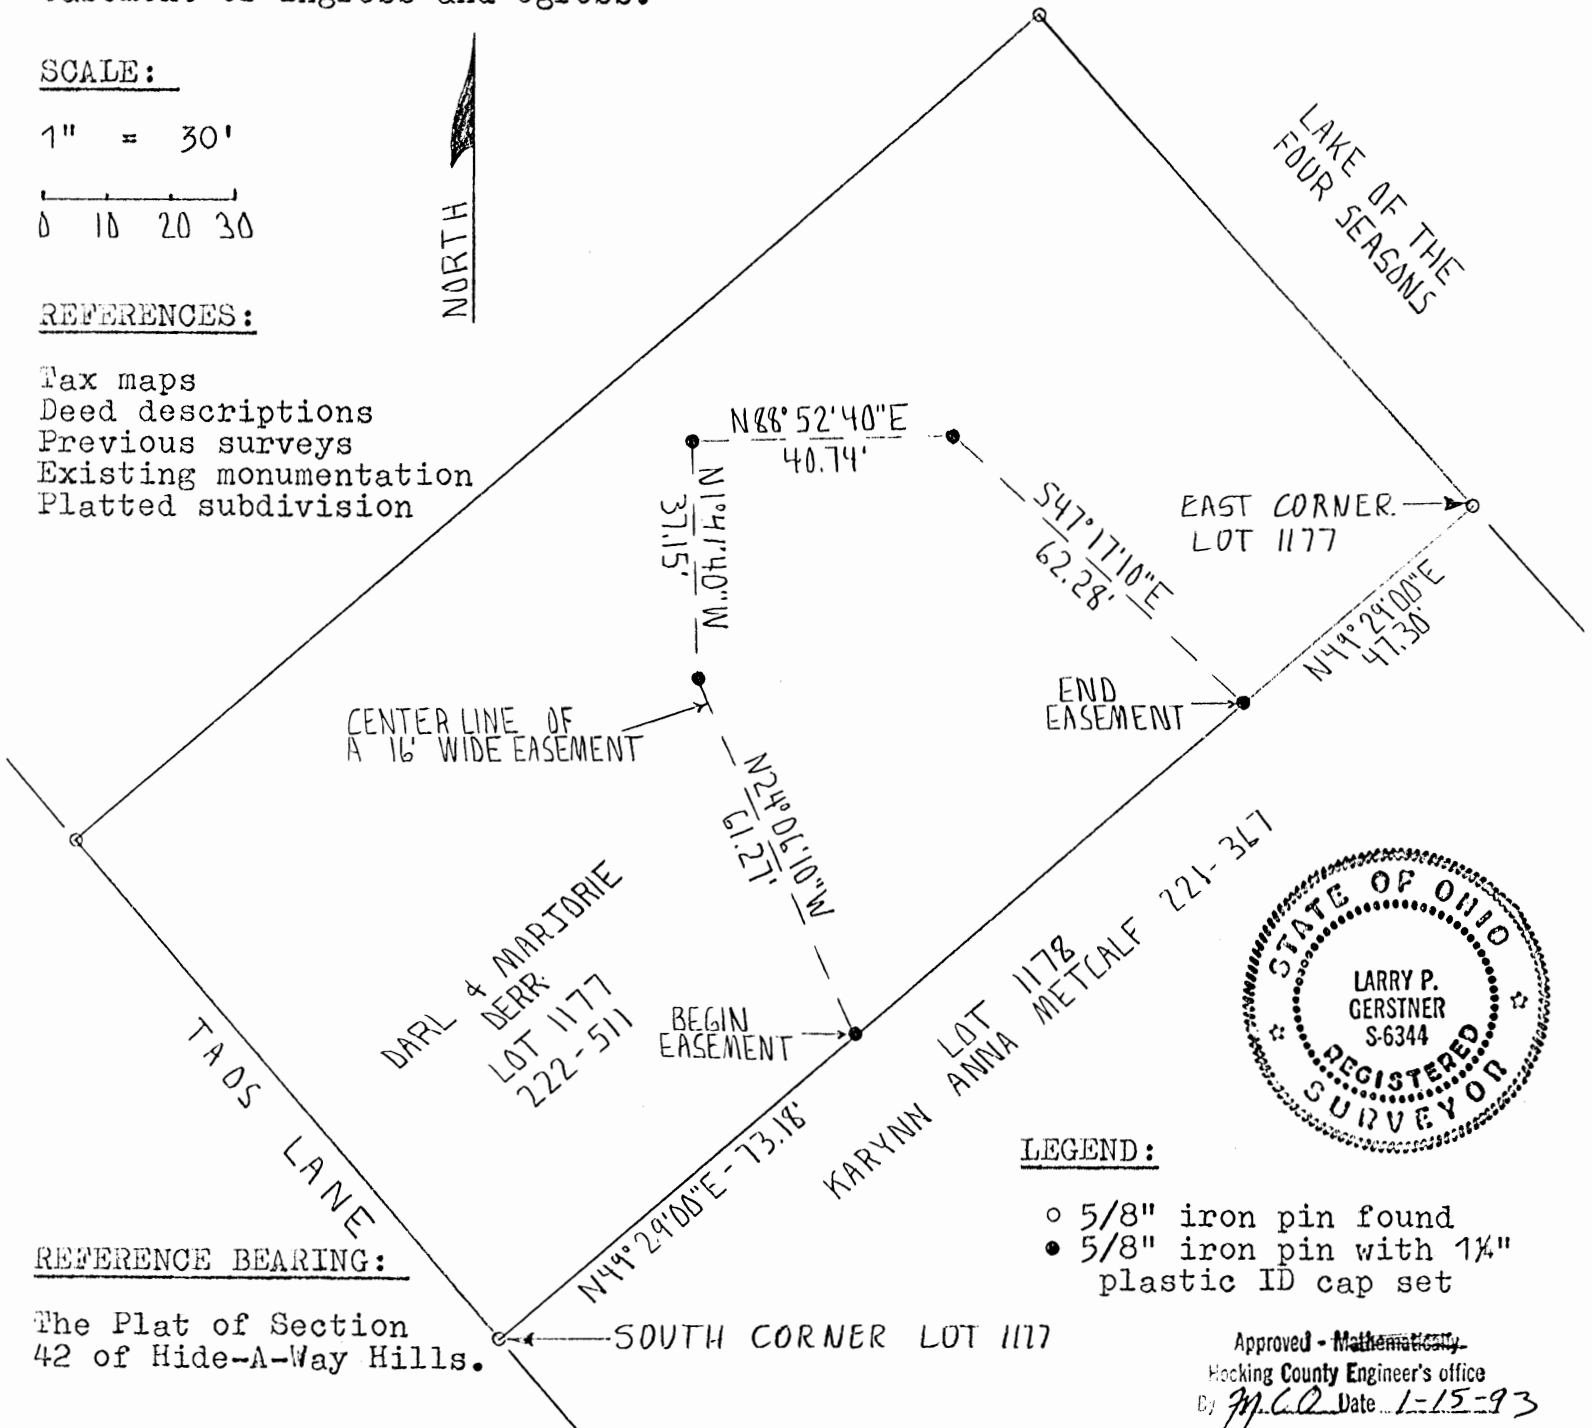 easement of ingress and egress.
SCALE:
1" = 30'
0 10 20 30
NORTH
REFERENCES:
Tax maps
Deed descriptions
Previous surveys
Existing monumentation
Platted subdivision
LAKE OF THE
FOUR SEASONS
N88°52'40"E
40.74'
N1°41'40"W
37.15'
S47°17'10"E
62.28'
EAST CORNER.
LOT 1177
N49°29'00"E
47.30'
END
EASEMENT
CENTER LINE OF
A 16' WIDE EASEMENT
N24°06'10"W
61.27'
DARL & MARJORIE
DERR.
LOT 1177
222-511
BEGIN
EASEMENT
LOT 1178
KARYNN ANNA METCALF 221-367
TAOS LANE
N49°29'00"E - 73.18'
SOUTH CORNER LOT 1177
STATE OF OHIO
LARRY P.
GERSTNER
S-6344
REGISTERED
SURVEYOR
LEGEND:
5/8" iron pin found
5/8" iron pin with 1¼"
plastic ID cap set
REFERENCE BEARING:
The Plat of Section
42 of Hide-A-Way Hills.
Approved - Mathematically
Hocking County Engineer's office
By Date 1-15-93